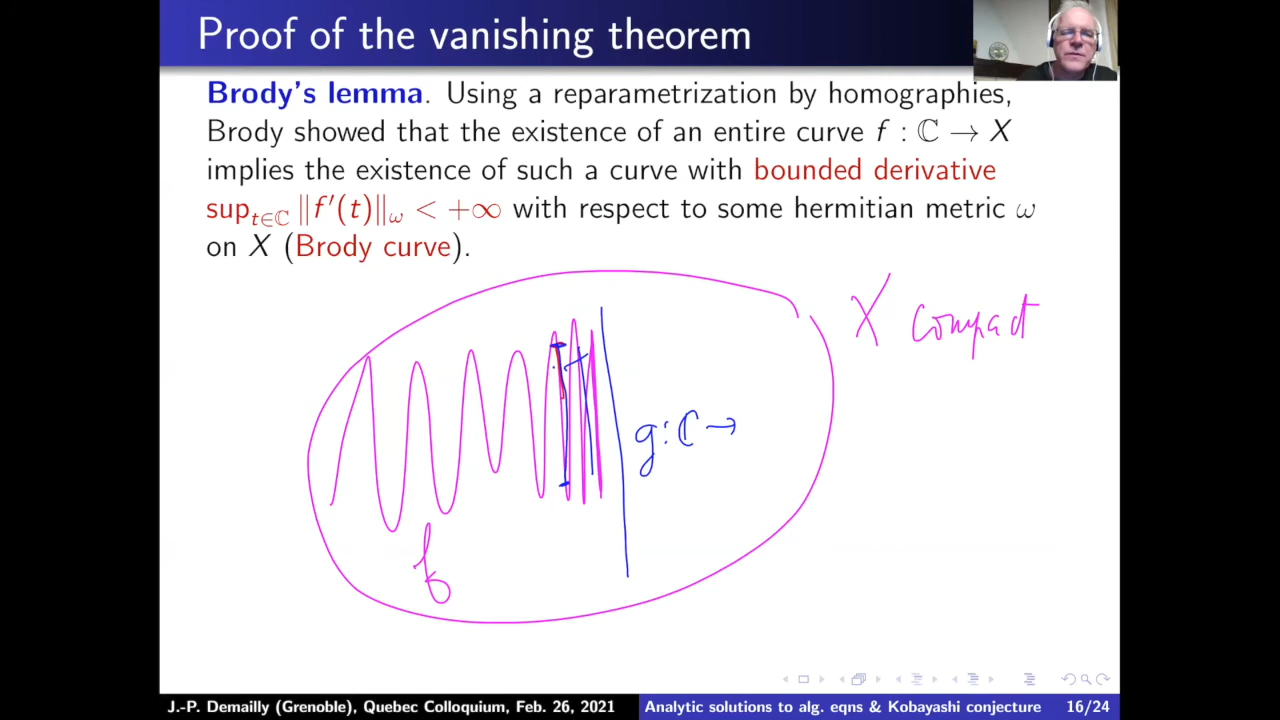 Proof of the vanishing theorem
Brody's lemma. Using a reparametrization by homographies,
Brody showed that the existence of an entire curve f : ℂ → X
implies the existence of such a curve with bounded derivative
sup_{t∈ℂ} ‖f′(t)‖_ω < +∞ with respect to some hermitian metric ω
on X (Brody curve).
X compact
g : ℂ →
f
J.-P. Demailly (Grenoble), Quebec Colloquium, Feb. 26, 2021
Analytic solutions to alg. eqns & Kobayashi conjecture
16/24